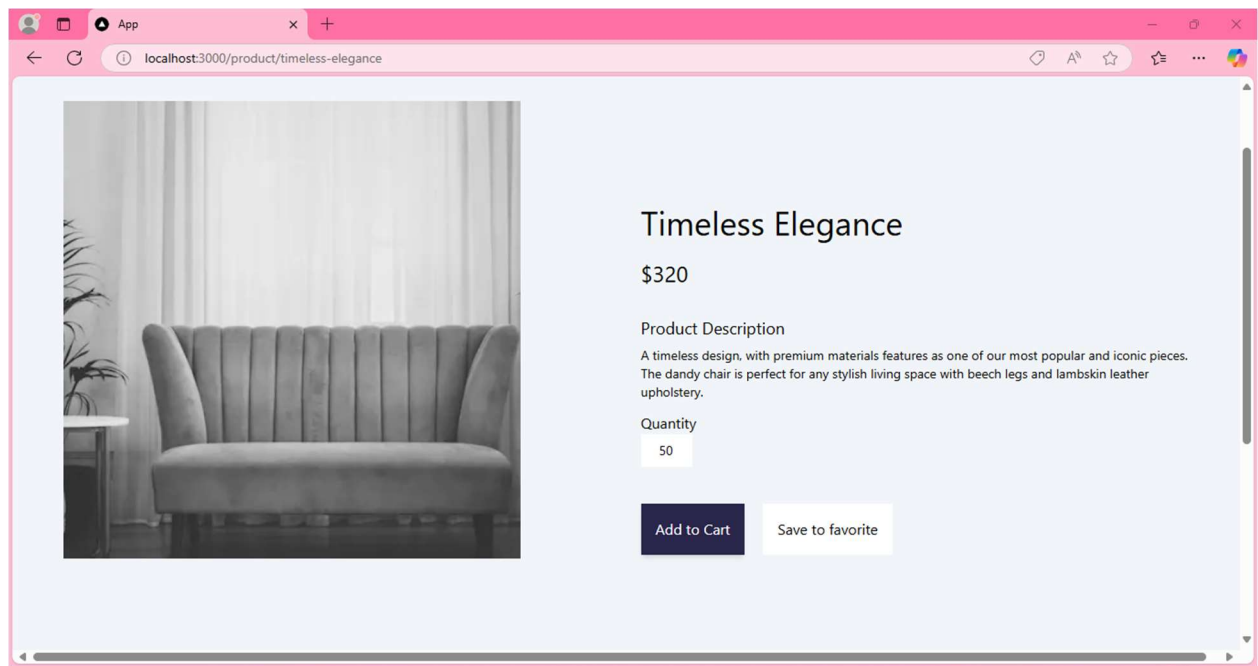 App
localhost:3000/product/timeless-elegance
Timeless Elegance
$320
Product Description
A timeless design, with premium materials features as one of our most popular and iconic pieces.
The dandy chair is perfect for any stylish living space with beech legs and lambskin leather
upholstery.
Quantity
50
Add to Cart
Save to favorite